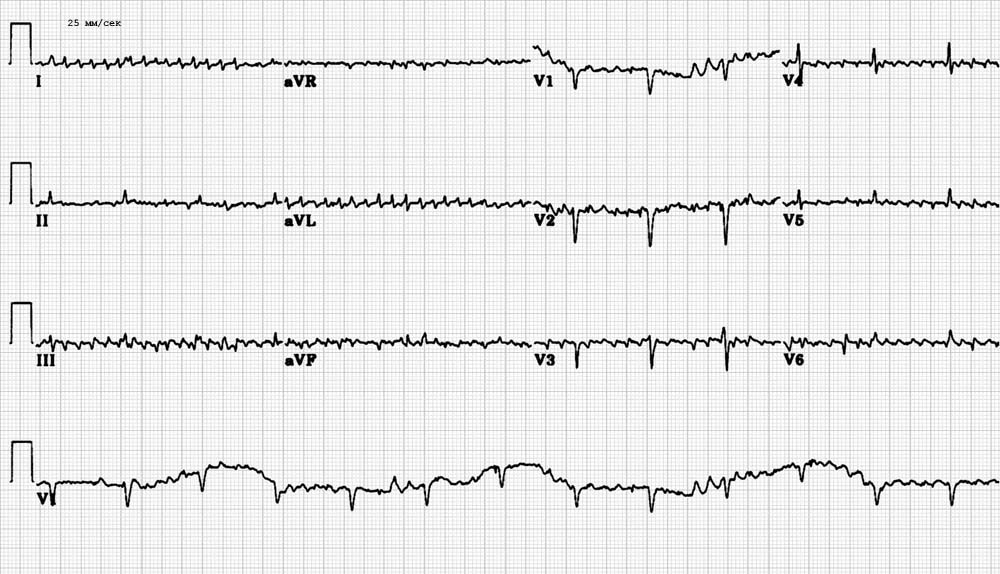 25 мм/сек
I aVR V1 V4
II aVL V2 V5
III aVF V3 V6
V1